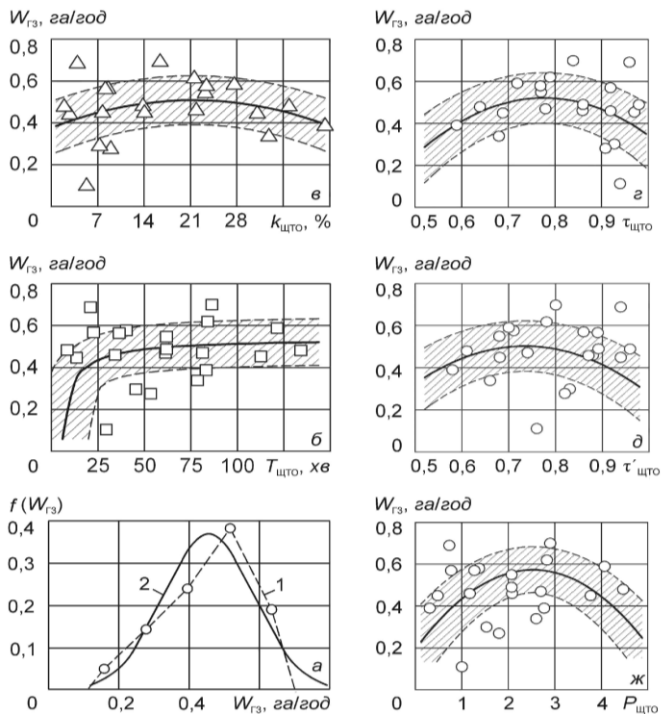 W_ГЗ, га/год
0,8
0,6
0,4
0,2
0
7 14 21 28 k_ЩТО, %
в
W_ГЗ, га/год
0,8
0,6
0,4
0,2
0
0,5 0,6 0,7 0,8 0,9 τ_ЩТО
г
W_ГЗ, га/год
0,8
0,6
0,4
0,2
0
25 50 75 100 T_ЩТО, хв
б
W_ГЗ, га/год
0,8
0,6
0,4
0,2
0
0,5 0,6 0,7 0,8 0,9 τ´_ЩТО
д
f (W_ГЗ)
0,4
0,3
0,2
0,1
0
2
1
0,2 0,4 W_ГЗ, га/год
а
W_ГЗ, га/год
0,8
0,6
0,4
0,2
0
1 2 3 4 P_ЩТО
ж